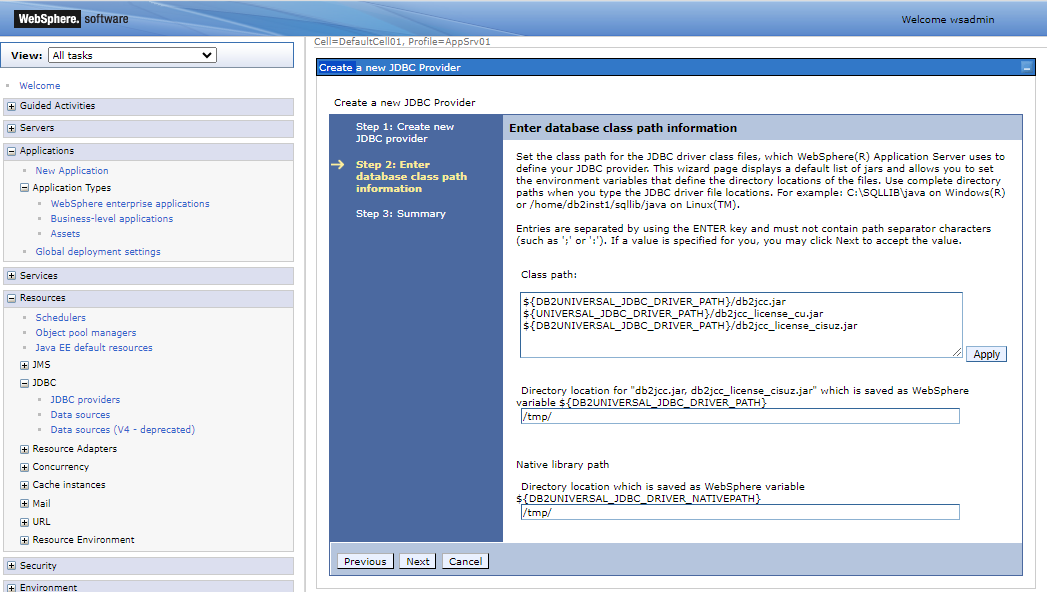 WebSphere. software
Welcome wsadmin
View: All tasks
Welcome
Guided Activities
Servers
Applications
New Application
Application Types
WebSphere enterprise applications
Business-level applications
Assets
Global deployment settings
Services
Resources
Schedulers
Object pool managers
Java EE default resources
JMS
JDBC
JDBC providers
Data sources
Data sources (V4 - deprecated)
Resource Adapters
Concurrency
Cache instances
Mail
URL
Resource Environment
Security
Environment
Cell=DefaultCell01, Profile=AppSrv01
Create a new JDBC Provider
Create a new JDBC Provider
Step 1: Create new
JDBC provider
Step 2: Enter
database class path
information
Step 3: Summary
Enter database class path information
Set the class path for the JDBC driver class files, which WebSphere(R) Application Server uses to
define your JDBC provider. This wizard page displays a default list of jars and allows you to set
the environment variables that define the directory locations of the files. Use complete directory
paths when you type the JDBC driver file locations. For example: C:\SQLLIB\java on Windows(R)
or /home/db2inst1/sqllib/java on Linux(TM).
Entries are separated by using the ENTER key and must not contain path separator characters
(such as ';' or ':'). If a value is specified for you, you may click Next to accept the value.
Class path:
${DB2UNIVERSAL_JDBC_DRIVER_PATH}/db2jcc.jar
${UNIVERSAL_JDBC_DRIVER_PATH}/db2jcc_license_cu.jar
${DB2UNIVERSAL_JDBC_DRIVER_PATH}/db2jcc_license_cisuz.jar
Apply
Directory location for "db2jcc.jar, db2jcc_license_cisuz.jar" which is saved as WebSphere
variable ${DB2UNIVERSAL_JDBC_DRIVER_PATH}
/tmp/
Native library path
Directory location which is saved as WebSphere variable
${DB2UNIVERSAL_JDBC_DRIVER_NATIVEPATH}
/tmp/
Previous Next Cancel